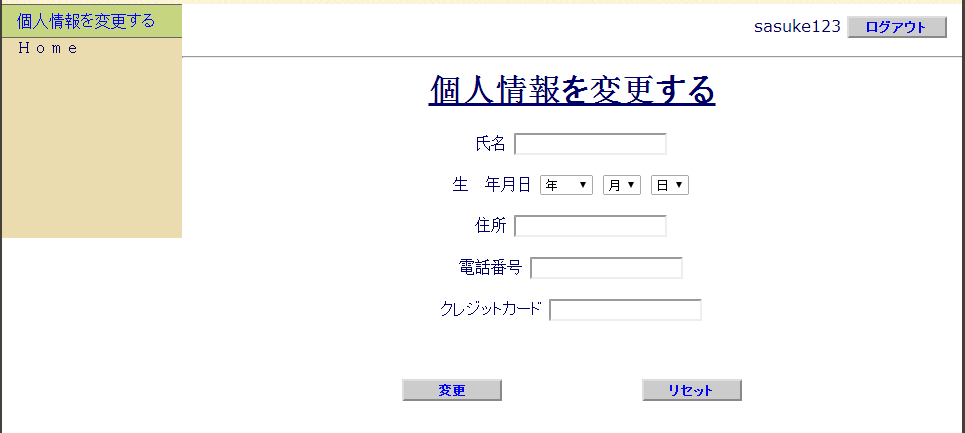 個人情報を変更する
Ｈｏｍｅ
sasuke123 ログアウト
個人情報を変更する
氏名
生　年月日 年 月 日
住所
電話番号
クレジットカード
変更 リセット